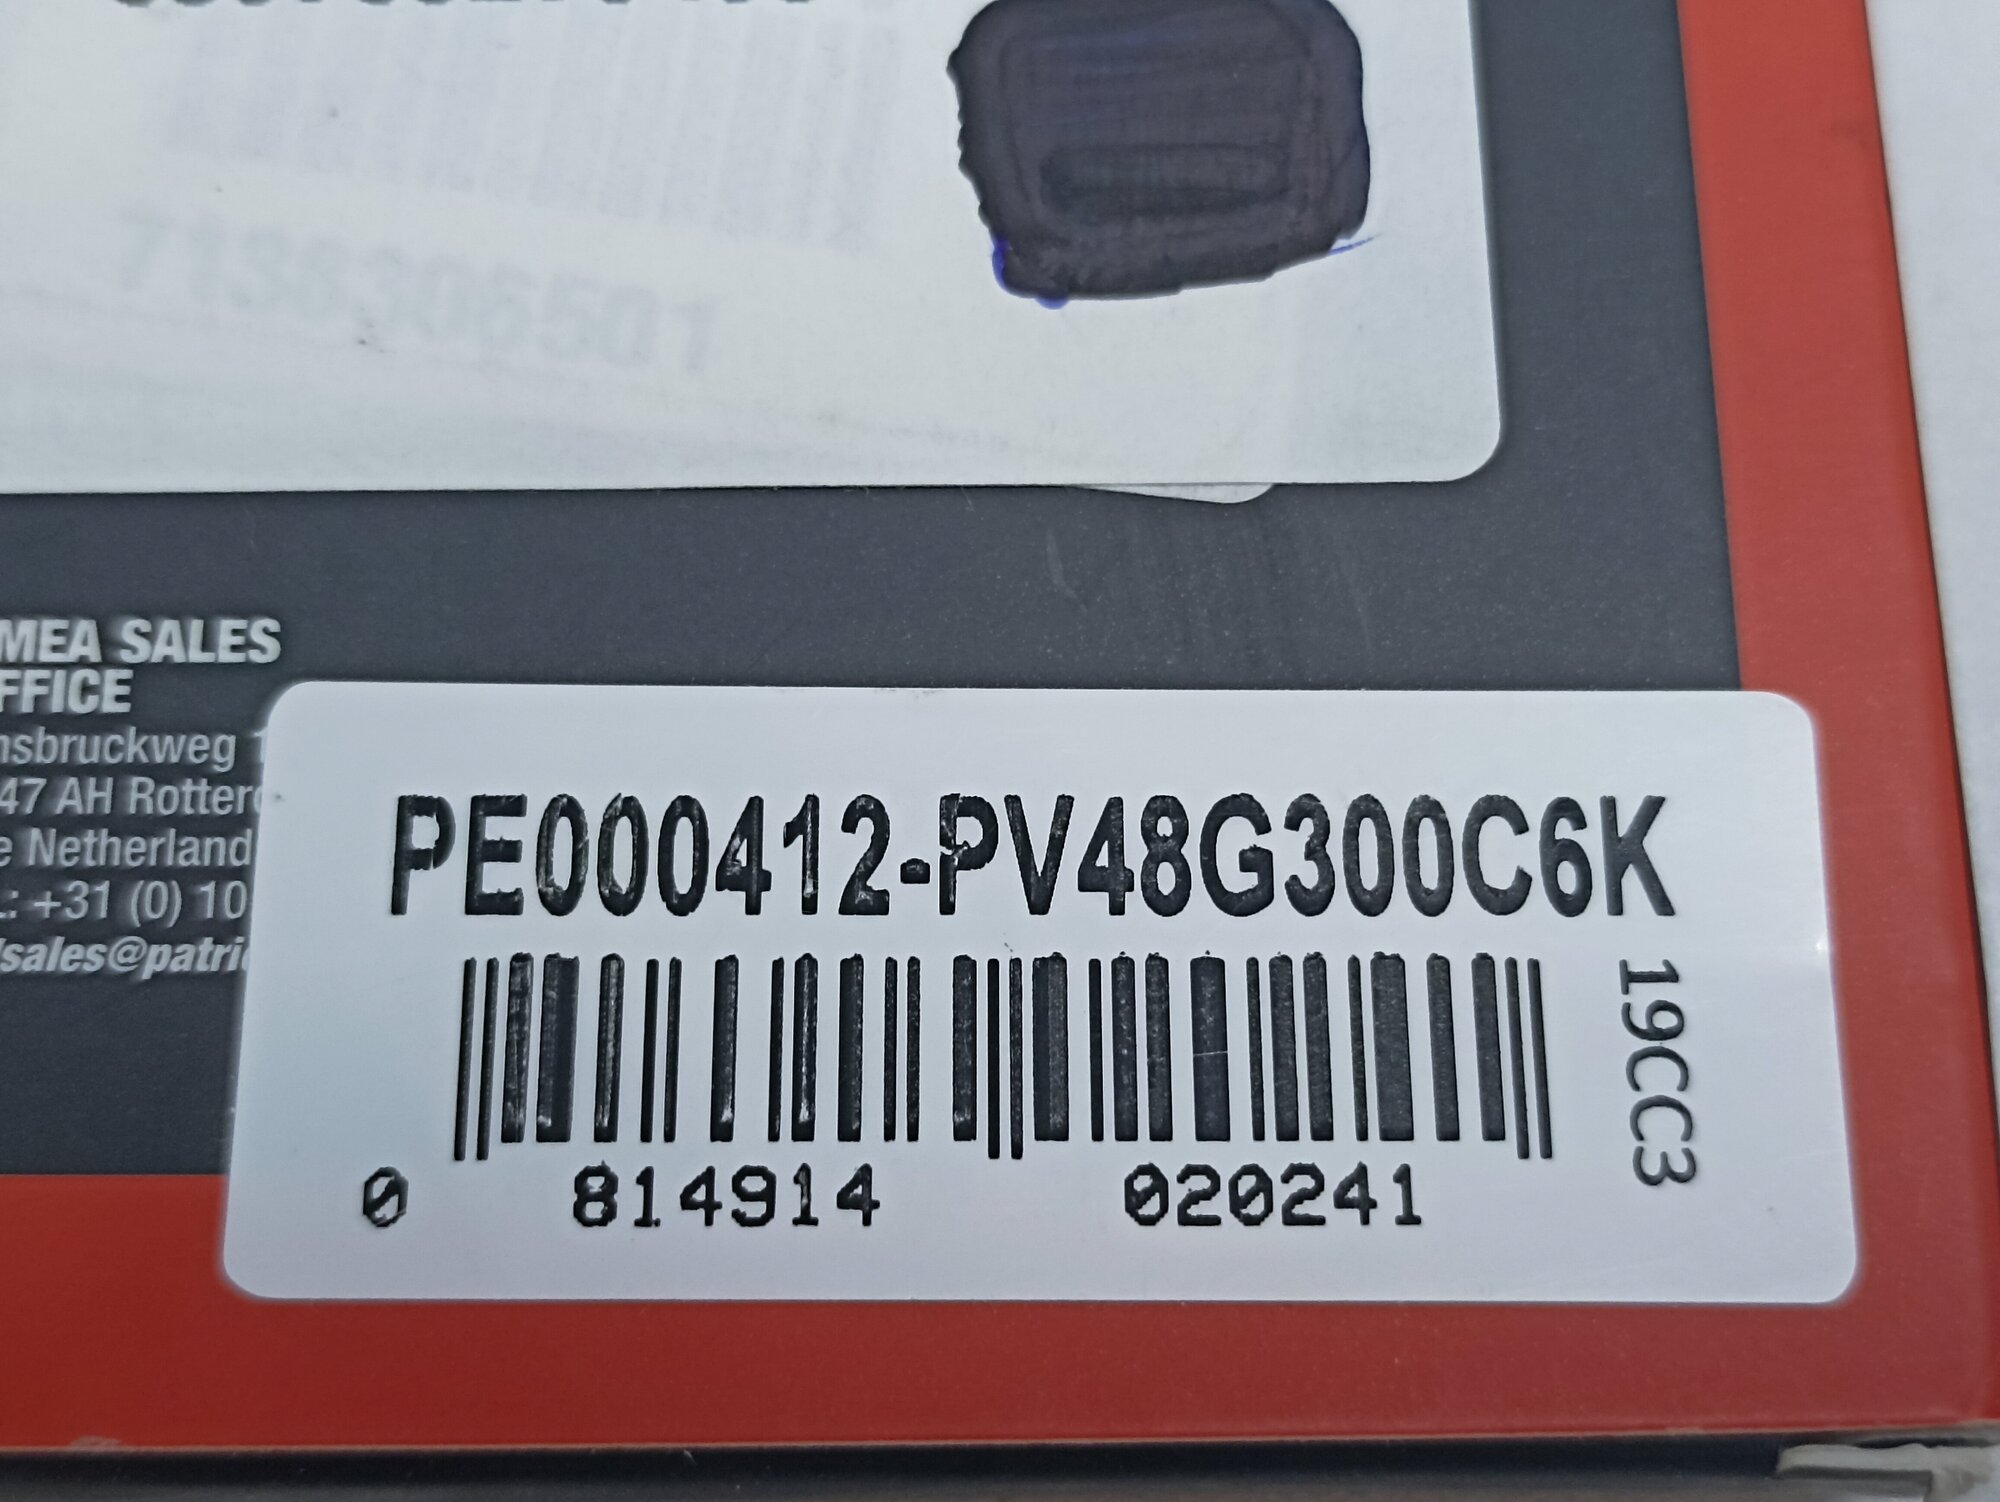 MEA SALES
FFICE
nsbruckweg 1
47 AH Rotter
e Netherland
: +31 (0) 10
sales@patri
PE000412-PV48G300C6K
19CC3
0 814914 020241